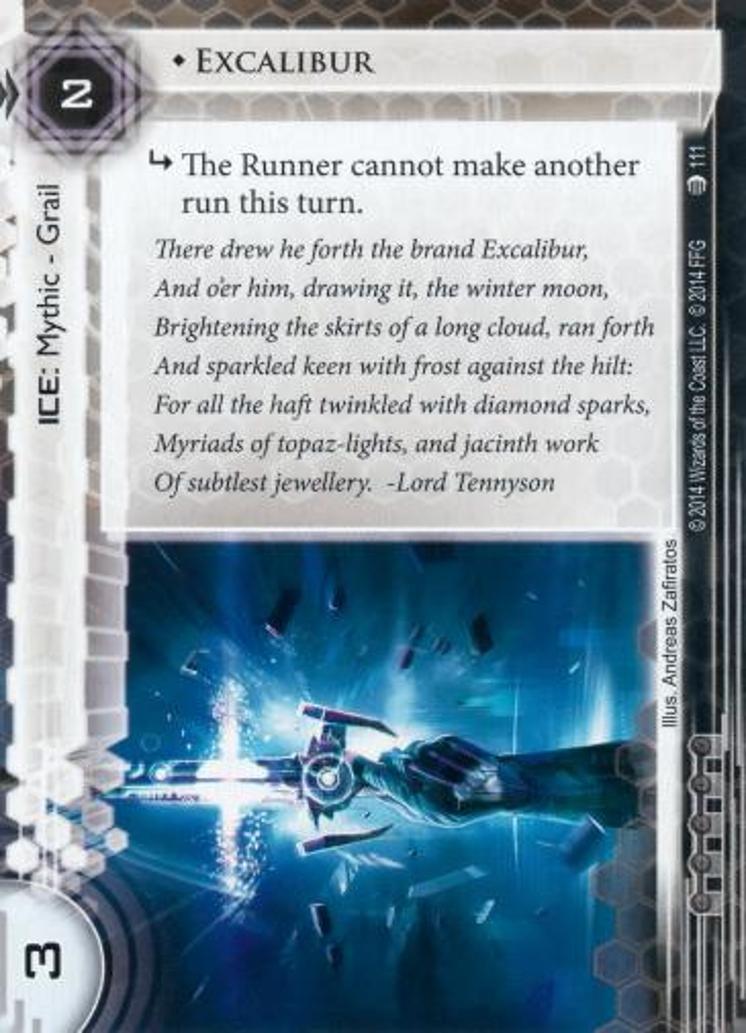 2
• EXCALIBUR
↳ The Runner cannot make another
run this turn.
There drew he forth the brand Excalibur,
And o'er him, drawing it, the winter moon,
Brightening the skirts of a long cloud, ran forth
And sparkled keen with frost against the hilt:
For all the haft twinkled with diamond sparks,
Myriads of topaz-lights, and jacinth work
Of subtlest jewellery. -Lord Tennyson
ICE: Mythic - Grail
3
Illus. Andreas Zafiratos
© 2014 Wizards of the Coast LLC. © 2014 FFG
111